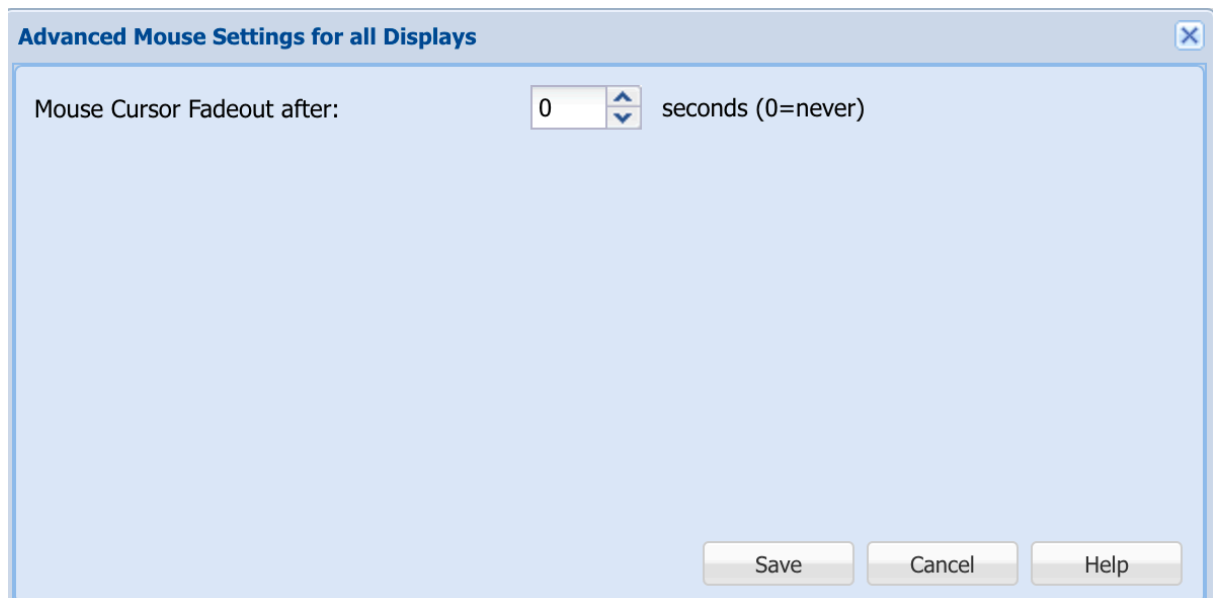 Advanced Mouse Settings for all Displays
Mouse Cursor Fadeout after: 0 seconds (0=never)
Save Cancel Help